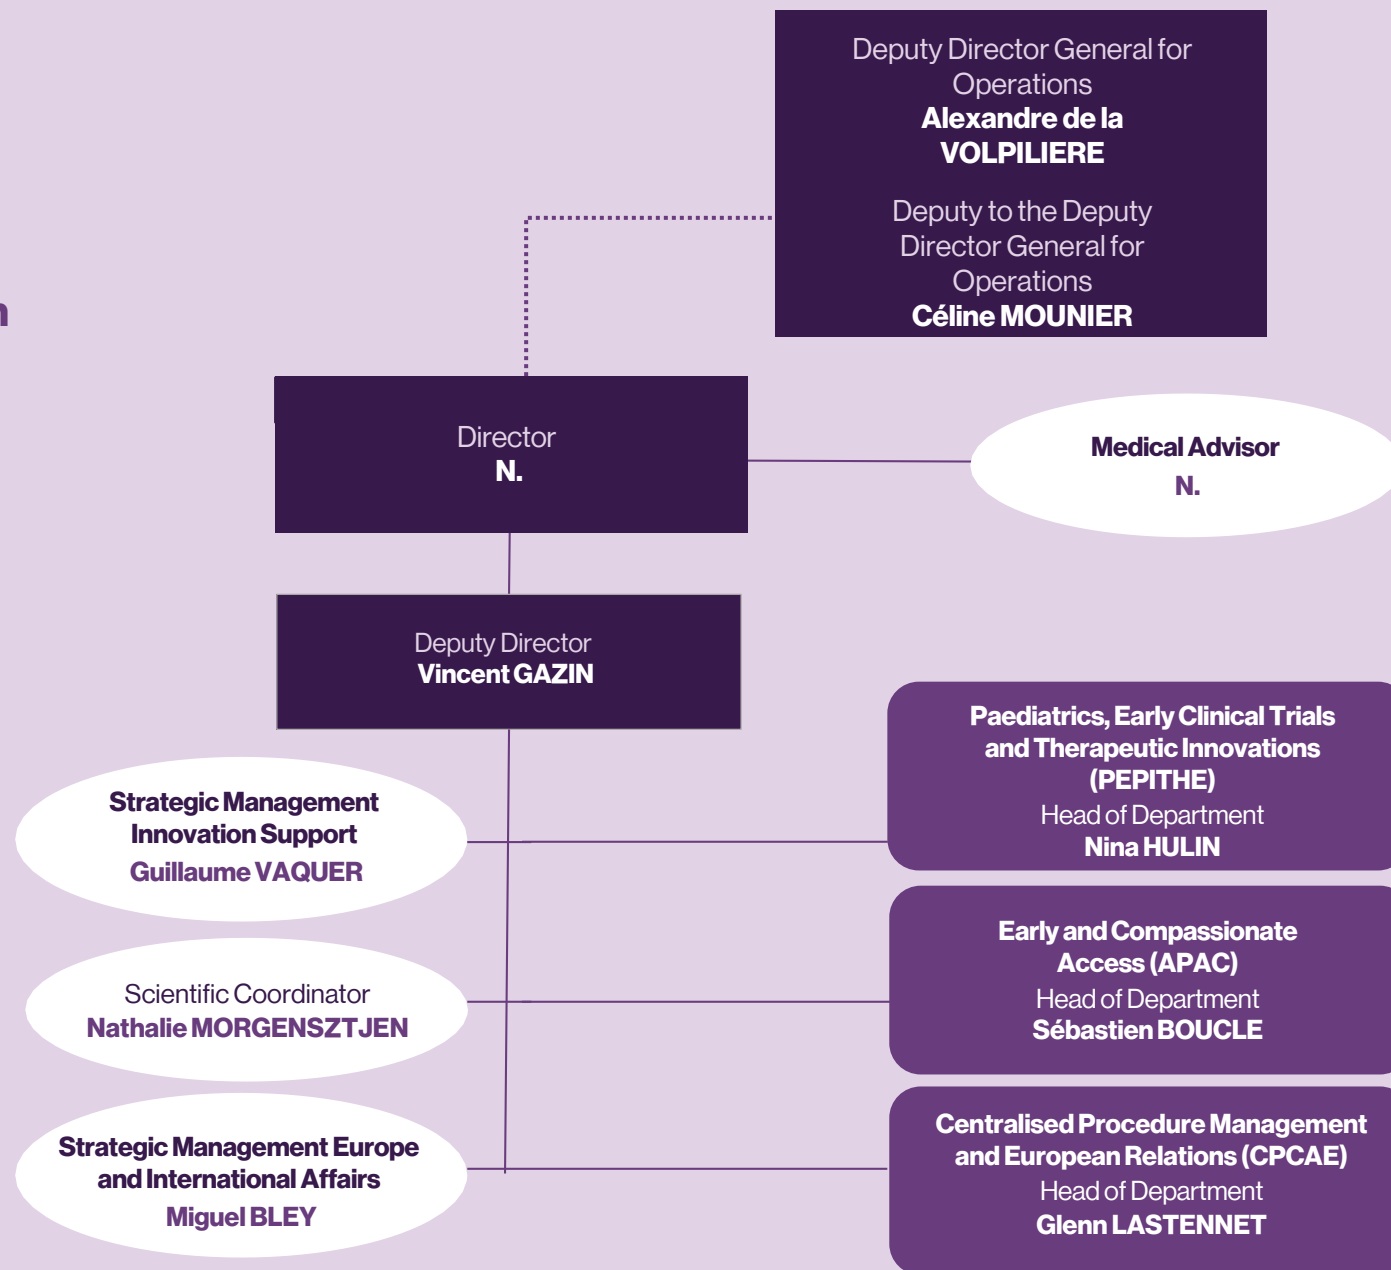 Deputy Director General for
Operations
Alexandre de la
VOLPILIERE
Deputy to the Deputy
Director General for
Operations
Céline MOUNIER
Director
N.
Medical Advisor
N.
Deputy Director
Vincent GAZIN
Strategic Management
Innovation Support
Guillaume VAQUER
Paediatrics, Early Clinical Trials
and Therapeutic Innovations
(PEPITHE)
Head of Department
Nina HULIN
Scientific Coordinator
Nathalie MORGENSZTJEN
Early and Compassionate
Access (APAC)
Head of Department
Sébastien BOUCLE
Strategic Management Europe
and International Affairs
Miguel BLEY
Centralised Procedure Management
and European Relations (CPCAE)
Head of Department
Glenn LASTENNET